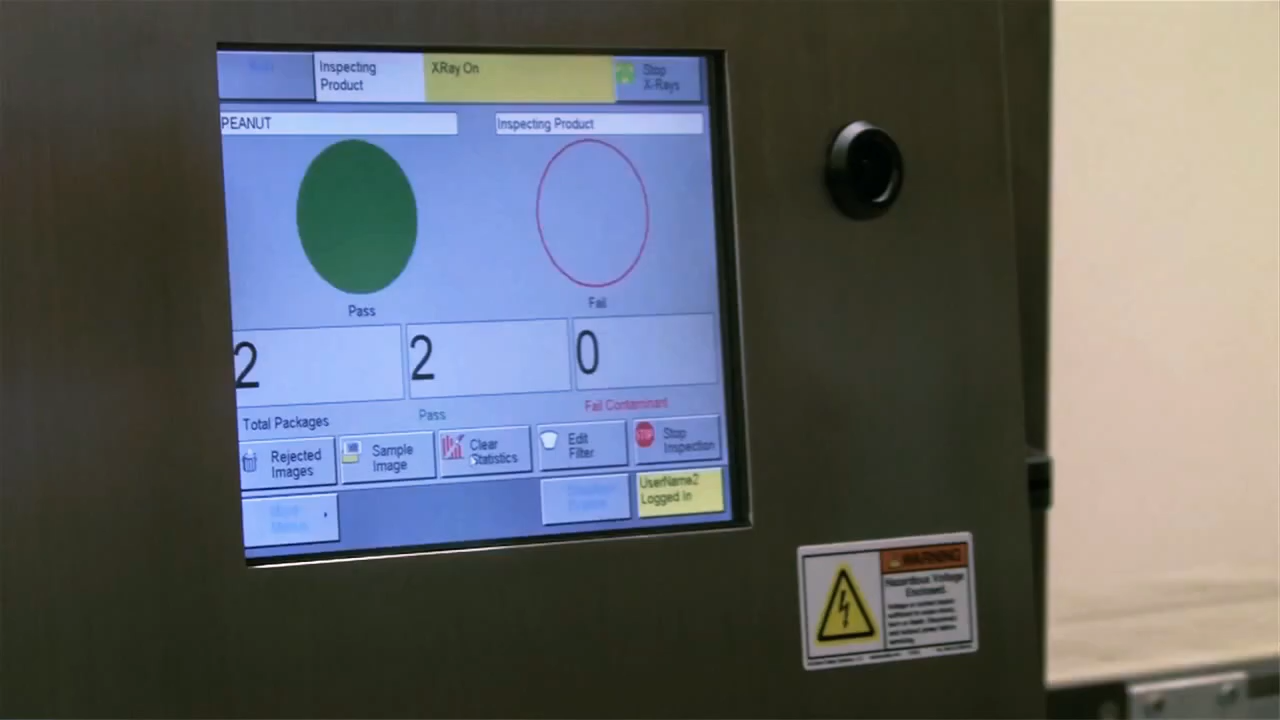 Inspecting
Product
XRay On
Stop
X-Rays
PEANUT
Inspecting Product
Pass
Fail
2
2
0
Total Packages
Pass
Fail Contaminant
Rejected
Images
Sample
Image
Clear
Statistics
Edit
Filter
STOP
Stop
Inspection
UserName2
Logged In
WARNING
Hazardous Voltage
Enclosed.